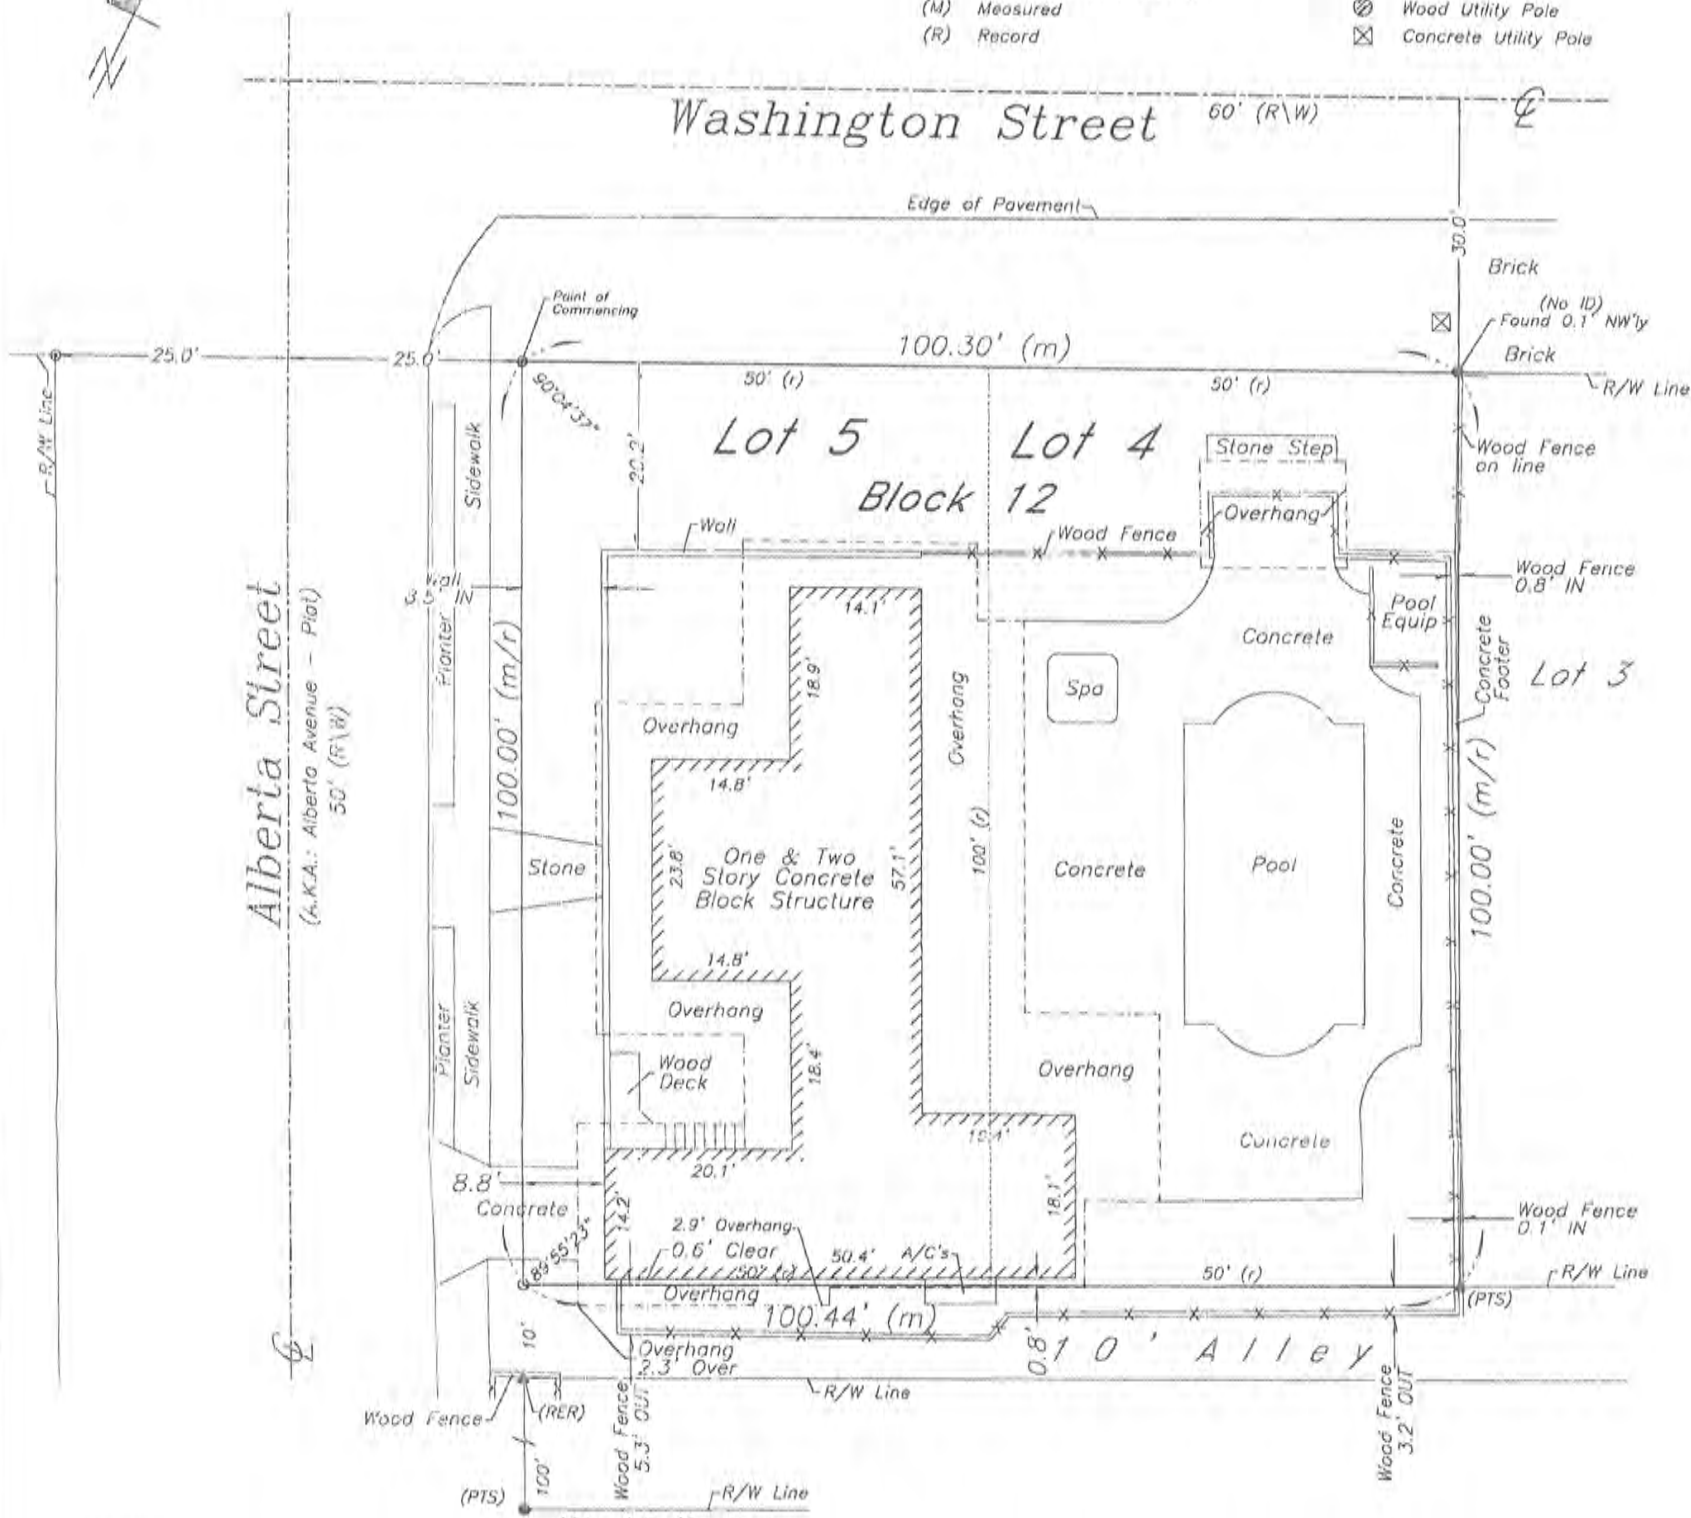 (M) Measured
(R) Record
Wood Utility Pole
Concrete Utility Pole
N
Washington Street
60' (R\W)
Edge of Pavement
30.0'
Brick
(No ID)
Found 0.1' NW'ly
Brick
R/W Line
Point of
Commencing
25.0'
25.0'
R/W Line
100.30' (m)
50' (r)
50' (r)
90°04'37"
20.2'
Lot 5
Lot 4
Block 12
Stone Step
Wood Fence
on line
Sidewalk
Wall
Wood Fence
Overhang
Wall
IN
Planter
100.00' (m/r)
14.1'
18.9'
Overhang
Overhang
Spa
Concrete
Pool
Equip
Wood Fence
0.8' IN
Concrete
Footer
Lot 3
Alberta Street
(A.K.A.: Alberta Avenue - Plat)
50' (R\W)
14.8'
Stone
23.8'
One & Two
Story Concrete
Block Structure
57.1'
100' (r)
Concrete
Pool
Concrete
100.00' (m/r)
14.8'
Overhang
Wood
Deck
18.4'
Planter
Sidewalk
Overhang
Concrete
20.1'
18.1'
8.8'
Concrete
14.2'
89°55'23"
2.9' Overhang
0.6' Clear
50.4'
A/C's
50' (r)
Wood Fence
0.1' IN
R/W Line
(PTS)
Overhang
100.44' (m)
10'
Overhang
2.3' Over
0.8'
10' Alley
R/W Line
Wood Fence
(RER)
Wood Fence
5.3' OUT
Wood Fence
3.2' OUT
100'
(PTS)
R/W Line